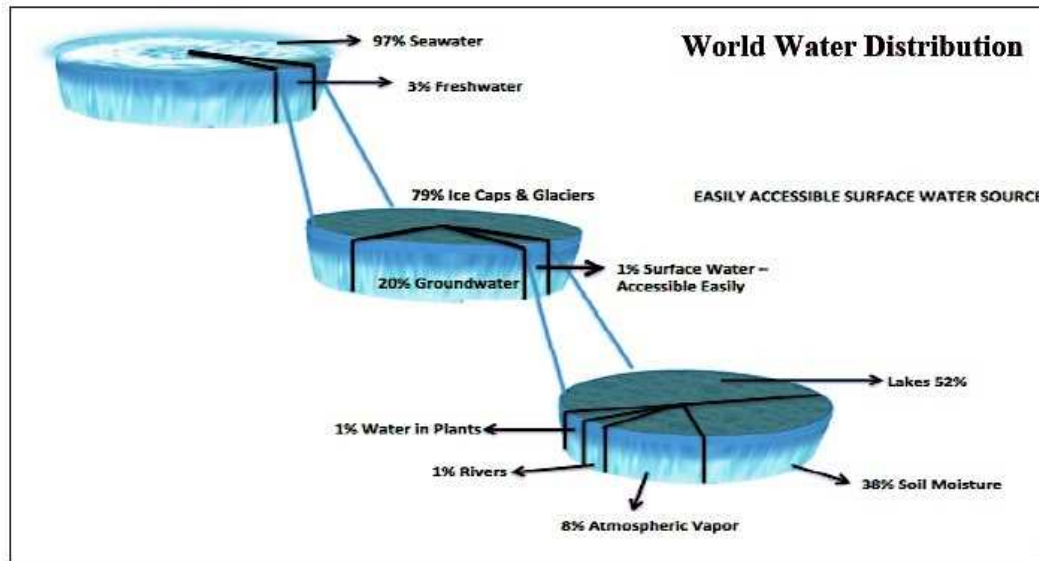 97% Seawater
World Water Distribution
3% Freshwater
79% Ice Caps & Glaciers
EASILY ACCESSIBLE SURFACE WATER SOURCE
20% Groundwater
1% Surface Water –
Accessible Easily
Lakes 52%
1% Water in Plants
1% Rivers
38% Soil Moisture
8% Atmospheric Vapor